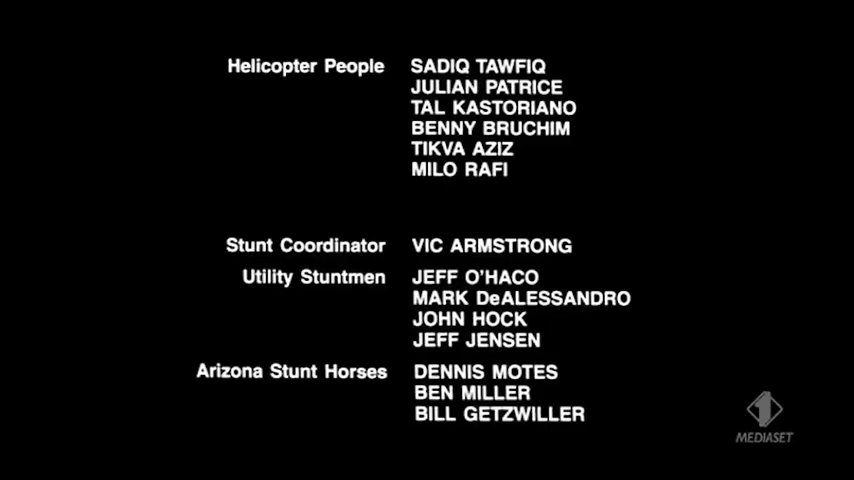 Helicopter People SADIQ TAWFIQ
JULIAN PATRICE
TAL KASTORIANO
BENNY BRUCHIM
TIKVA AZIZ
MILO RAFI
Stunt Coordinator VIC ARMSTRONG
Utility Stuntmen JEFF O'HACO
MARK DeALESSANDRO
JOHN HOCK
JEFF JENSEN
Arizona Stunt Horses DENNIS MOTES
BEN MILLER
BILL GETZWILLER
1
MEDIASET